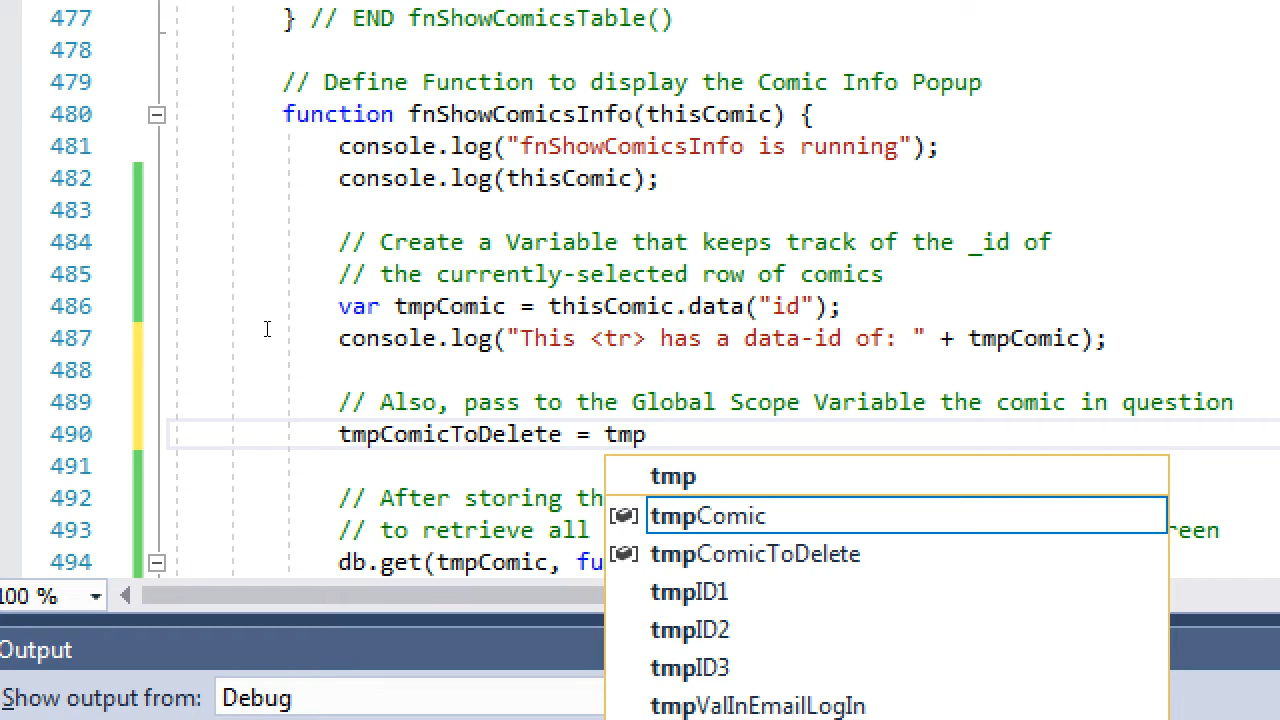 477 } // END fnShowComicsTable()
478
479 // Define Function to display the Comic Info Popup
480 function fnShowComicsInfo(thisComic) {
481 console.log("fnShowComicsInfo is running");
482 console.log(thisComic);
483
484 // Create a Variable that keeps track of the _id of
485 // the currently-selected row of comics
486 var tmpComic = thisComic.data("id");
487 console.log("This <tr> has a data-id of: " + tmpComic);
488
489 // Also, pass to the Global Scope Variable the comic in question
490 tmpComicToDelete = tmp
491
tmp
492 // After storing th
tmpComic
493 // to retrieve all reen
tmpComicToDelete
494 db.get(tmpComic, fu
tmpID1
100 %
tmpID2
Output
tmpID3
Show output from: Debug
tmpValInEmailLogIn